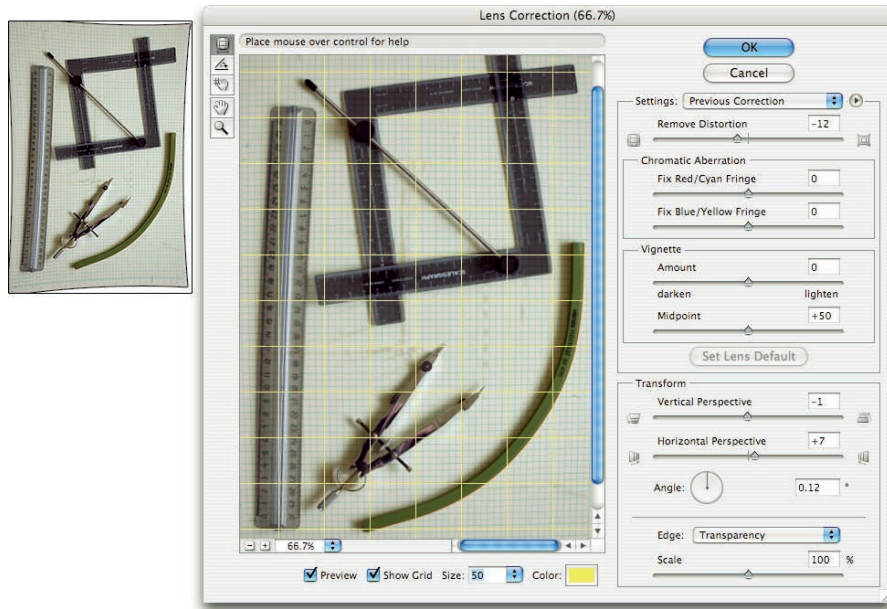 Lens Correction (66.7%)
Place mouse over control for help
OK
Cancel
Settings: Previous Correction
Remove Distortion -12
Chromatic Aberration
Fix Red/Cyan Fringe 0
Fix Blue/Yellow Fringe 0
Vignette
Amount 0
darken lighten
Midpoint +50
Set Lens Default
Transform
Vertical Perspective -1
Horizontal Perspective +7
Angle: 0.12 °
Edge: Transparency
Scale 100 %
66.7%
Preview Show Grid Size: 50 Color: